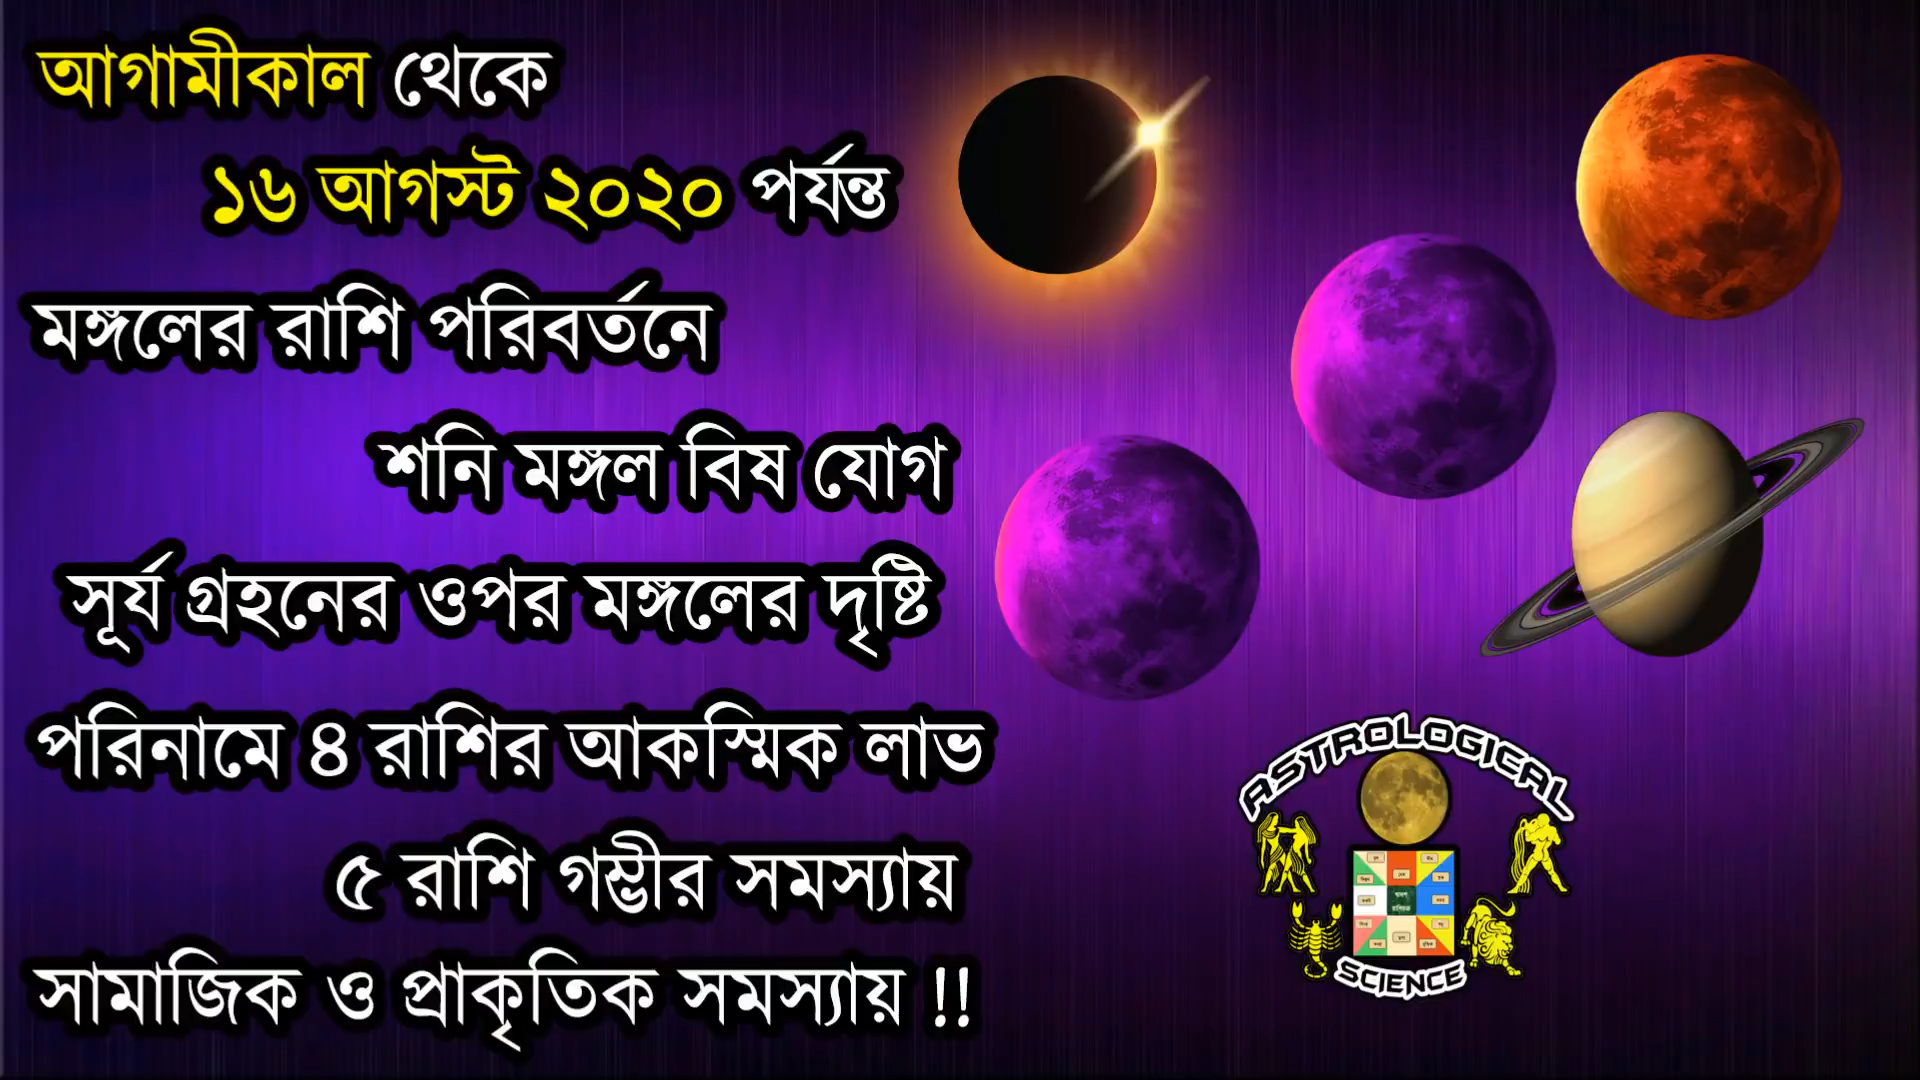 আগামীকাল থেকে
১৬ আগস্ট ২০২০ পর্যন্ত
মঙ্গলের রাশি পরিবর্তনে
শনি মঙ্গল বিষ যোগ
সূর্য গ্রহনের ওপর মঙ্গলের দৃষ্টি
পরিনামে ৪ রাশির আকস্মিক লাভ
৫ রাশি গম্ভীর সমস্যায়
সামাজিক ও প্রাকৃতিক সমস্যায় !!
ASTROLOGICAL
SCIENCE